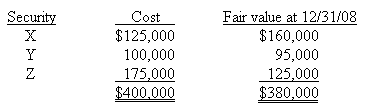 Security Cost Fair value at 12/31/08
X $125,000 $160,000
Y 100,000 95,000
Z 175,000 125,000
$400,000 $380,000